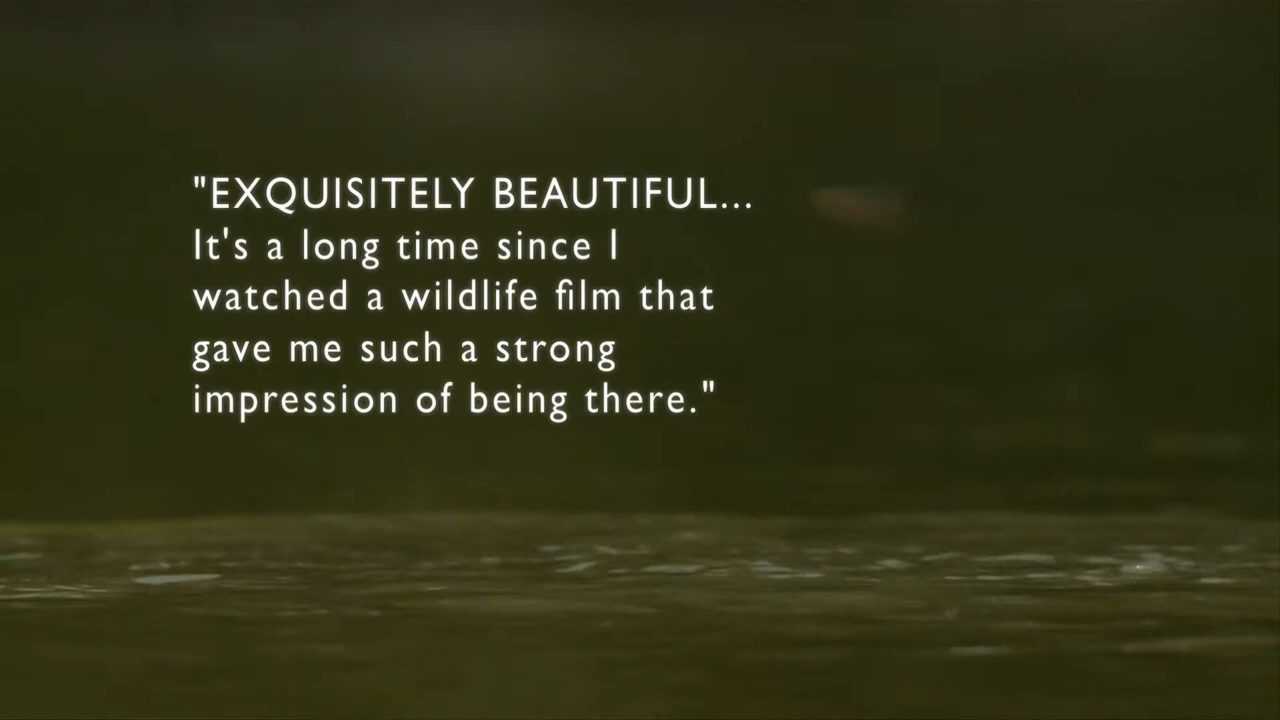 "EXQUISITELY BEAUTIFUL...
It's a long time since I
watched a wildlife film that
gave me such a strong
impression of being there."